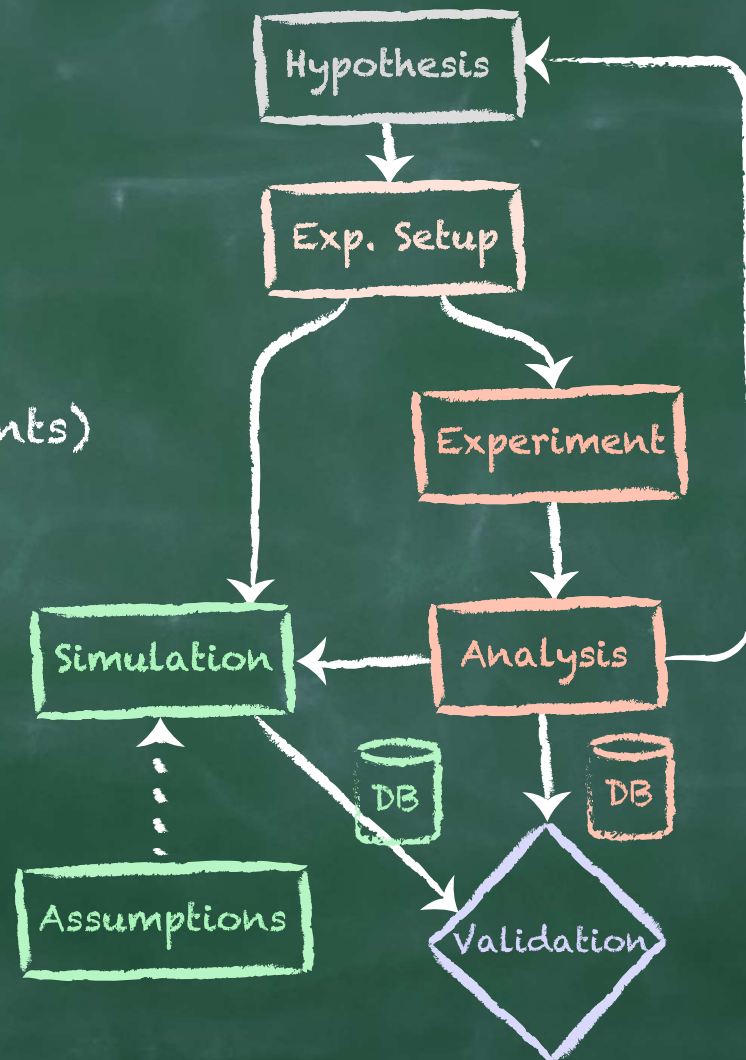 Hypothesis
Exp. Setup
nts)
Experiment
Simulation
Analysis
DB
DB
Assumptions
Validation